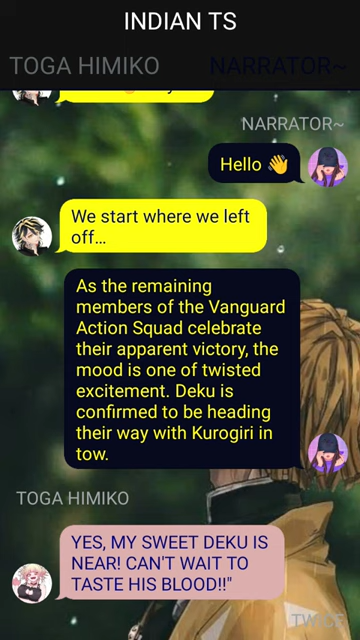 INDIAN TS
TOGA HIMIKO NARRATOR~
NARRATOR~
Hello 👋
We start where we left
off…
As the remaining
members of the Vanguard
Action Squad celebrate
their apparent victory, the
mood is one of twisted
excitement. Deku is
confirmed to be heading
their way with Kurogiri in
tow.
TOGA HIMIKO
YES, MY SWEET DEKU IS
NEAR! CAN'T WAIT TO
TASTE HIS BLOOD!!"
TWICE